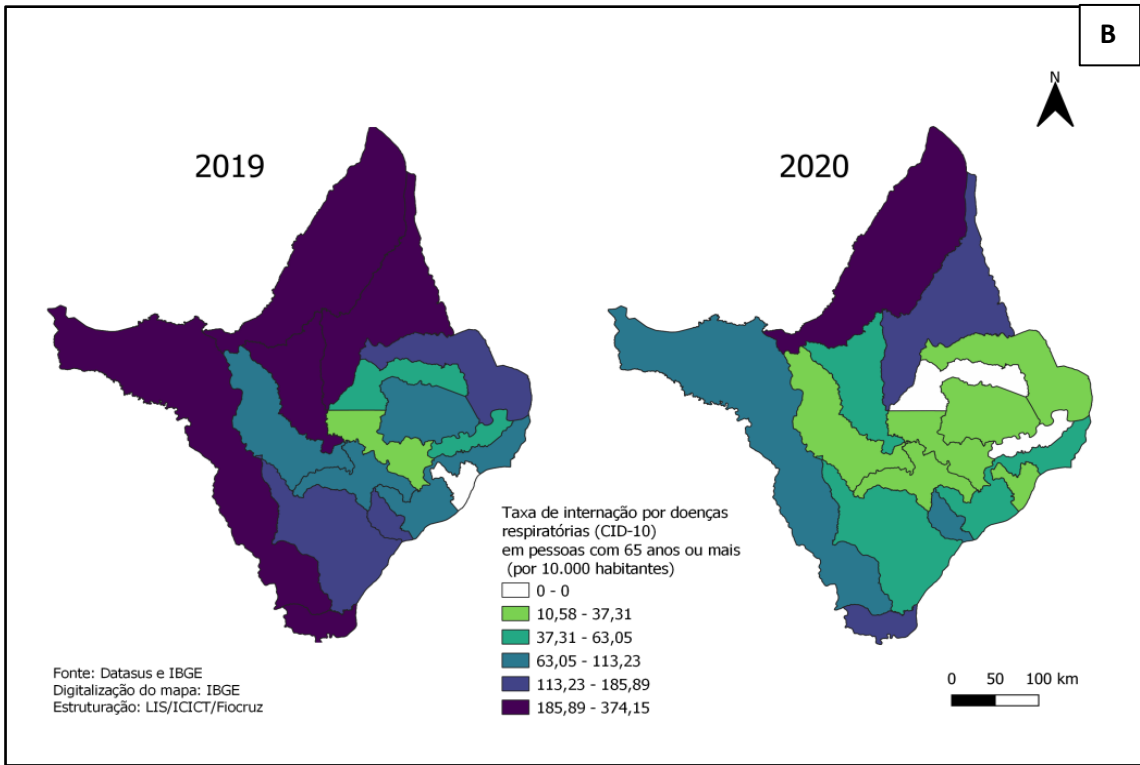 B
N
2019
2020
Taxa de internação por doenças
respiratórias (CID-10)
em pessoas com 65 anos ou mais
(por 10.000 habitantes)
0 - 0
10,58 - 37,31
37,31 - 63,05
63,05 - 113,23
113,23 - 185,89
185,89 - 374,15
Fonte: Datasus e IBGE
Digitalização do mapa: IBGE
Estruturação: LIS/ICICT/Fiocruz
0 50 100 km